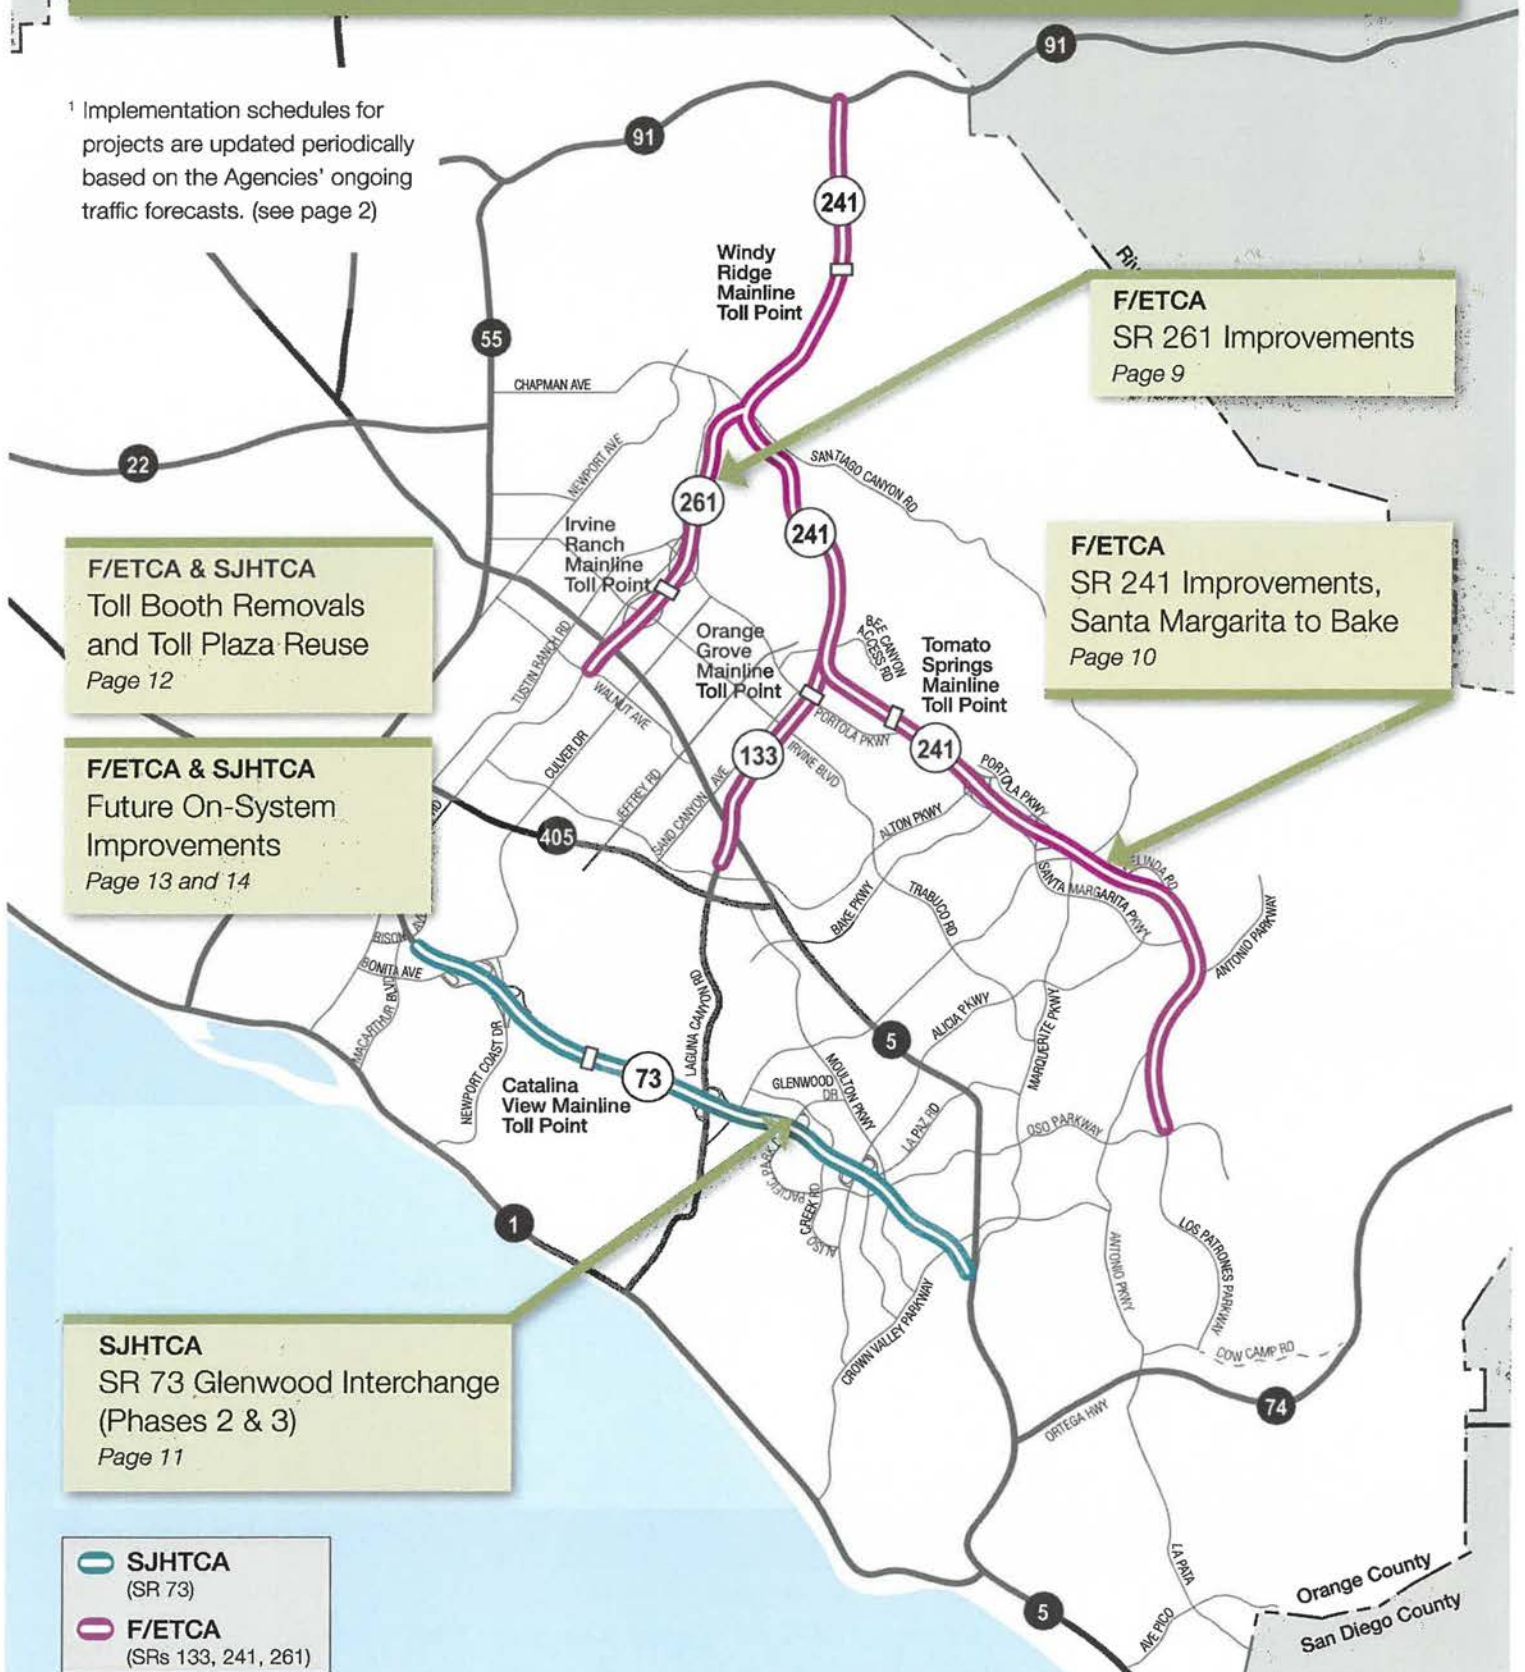 91
¹ Implementation schedules for
projects are updated periodically
based on the Agencies' ongoing
traffic forecasts. (see page 2)
91
241
Windy
Ridge
Mainline
Toll Point
F/ETCA
SR 261 Improvements
Page 9
55
CHAPMAN AVE
22
NEWPORT AVE
SANTIAGO CANYON RD
261
241
Irvine
Ranch
Mainline
Toll Point
F/ETCA
SR 241 Improvements,
Santa Margarita to Bake
Page 10
F/ETCA & SJHTCA
Toll Booth Removals
and Toll Plaza Reuse
Page 12
TUSTIN RANCH RD
WALNUT AVE
Orange
Grove
Mainline
Toll Point
BEE CANYON
ACCESS RD
Tomato
Springs
Mainline
Toll Point
PORTOLA PKWY
133
241
F/ETCA & SJHTCA
Future On-System
Improvements
Page 13 and 14
CULVER DR
JEFFREY RD
SAND CANYON AVE
IRVINE BLVD
PORTOLA PKWY
ALTON PKWY
405
RD
SANTA MARGARITA PKWY
BAKE PKWY
TRABUCO RD
ANTONIO PARKWAY
BONITA AVE
MACARTHUR BLVD
NEWPORT COAST DR
LAGUNA CANYON RD
5
ALICIA PKWY
MARQUERITE PKWY
Catalina
View Mainline
Toll Point
73
GLENWOOD
DR
MOULTON PKWY
LA PAZ RD
OSO PARKWAY
ALISO CREEK RD
1
LOS PATRONES PARKWAY
ANTONIO PKWY
CROWN VALLEY PARKWAY
COW CAMP RD
SJHTCA
SR 73 Glenwood Interchange
(Phases 2 & 3)
Page 11
74
ORTEGA HWY
SJHTCA
(SR 73)
F/ETCA
(SRs 133, 241, 261)
LA PATA
AVE PICO
5
Orange County
San Diego County